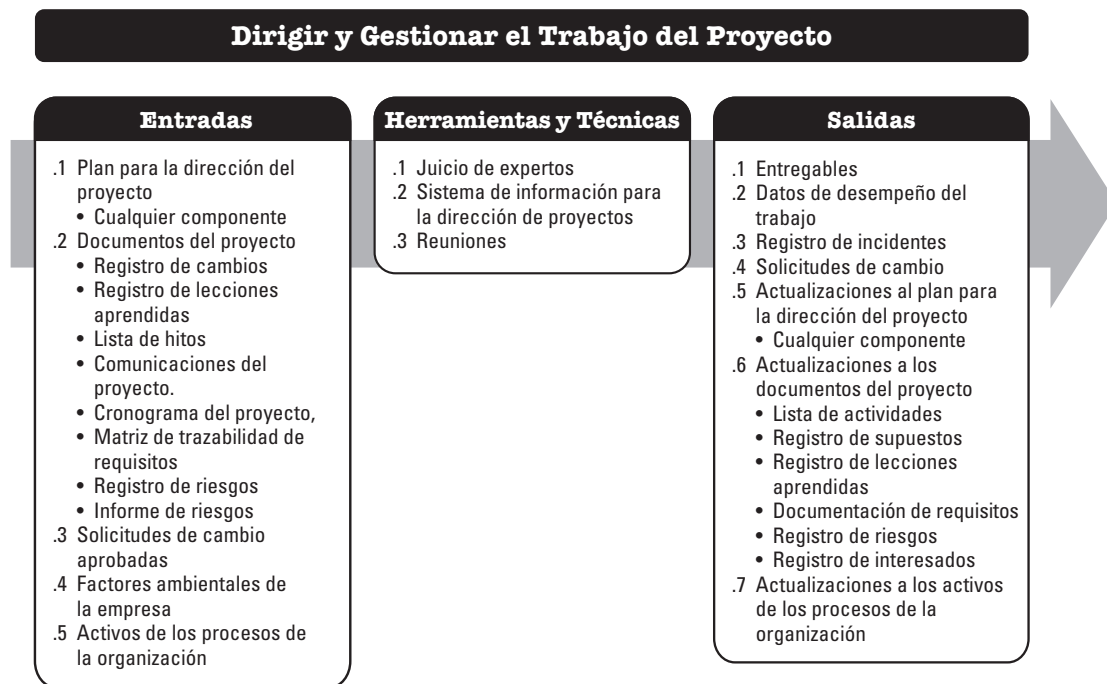 Dirigir y Gestionar el Trabajo del Proyecto
Entradas
.1 Plan para la dirección del
proyecto
• Cualquier componente
.2 Documentos del proyecto
• Registro de cambios
• Registro de lecciones
aprendidas
• Lista de hitos
• Comunicaciones del
proyecto.
• Cronograma del proyecto,
• Matriz de trazabilidad de
requisitos
• Registro de riesgos
• Informe de riesgos
.3 Solicitudes de cambio
aprobadas
.4 Factores ambientales de
la empresa
.5 Activos de los procesos de
la organización
Herramientas y Técnicas
.1 Juicio de expertos
.2 Sistema de información para
la dirección de proyectos
.3 Reuniones
Salidas
.1 Entregables
.2 Datos de desempeño del
trabajo
.3 Registro de incidentes
.4 Solicitudes de cambio
.5 Actualizaciones al plan para
la dirección del proyecto
• Cualquier componente
.6 Actualizaciones a los
documentos del proyecto
• Lista de actividades
• Registro de supuestos
• Registro de lecciones
aprendidas
• Documentación de requisitos
• Registro de riesgos
• Registro de interesados
.7 Actualizaciones a los activos
de los procesos de la
organización